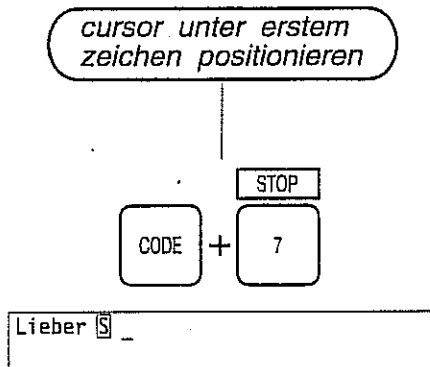 cursor unter erstem
zeichen positionieren
STOP
CODE + 7
Lieber S _